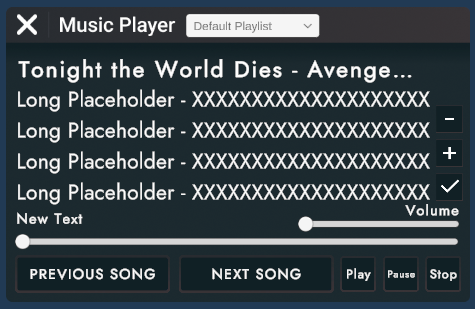 Music Player Default Playlist
Tonight the World Dies - Avenge...
Long Placeholder - XXXXXXXXXXXXXXXXXXXX
Long Placeholder - XXXXXXXXXXXXXXXXXXXX
Long Placeholder - XXXXXXXXXXXXXXXXXXXX
Long Placeholder - XXXXXXXXXXXXXXXXXXXX
New Text Volume
PREVIOUS SONG NEXT SONG Play Pause Stop